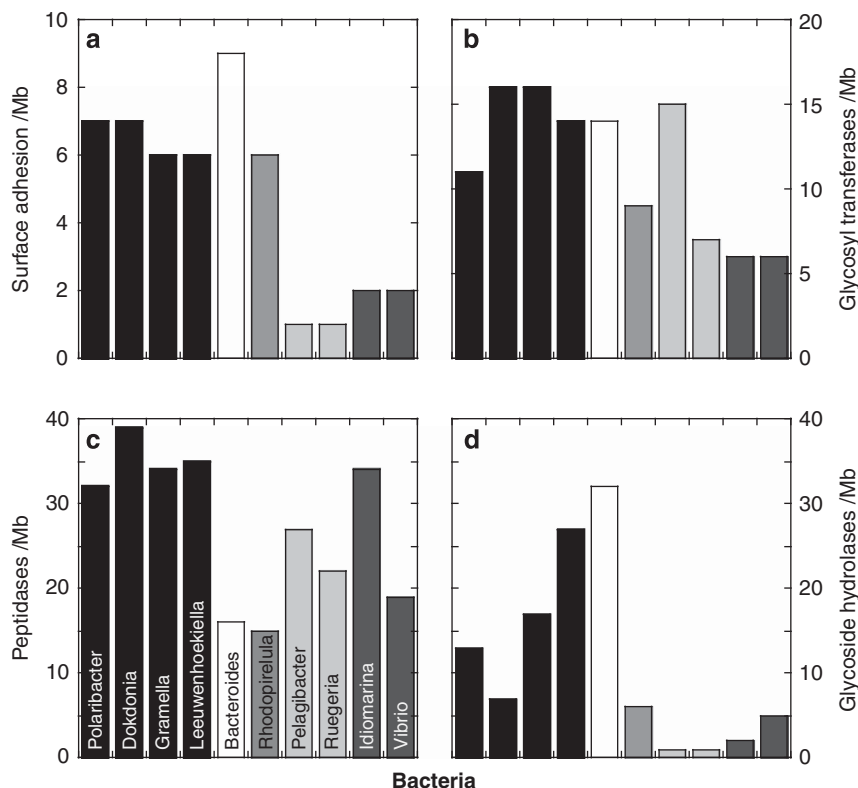 a
b
Surface adhesion /Mb
10
8
6
4
2
0
20
15
10
5
0
Glycosyl transferases /Mb
c
d
Peptidases /Mb
40
30
20
10
0
Polaribacter
Dokdonia
Gramella
Leeuwenhoekiella
Bacteroides
Rhodopirelula
Pelagibacter
Ruegeria
Idiomarina
Vibrio
40
30
20
10
0
Glycoside hydrolases /Mb
Bacteria